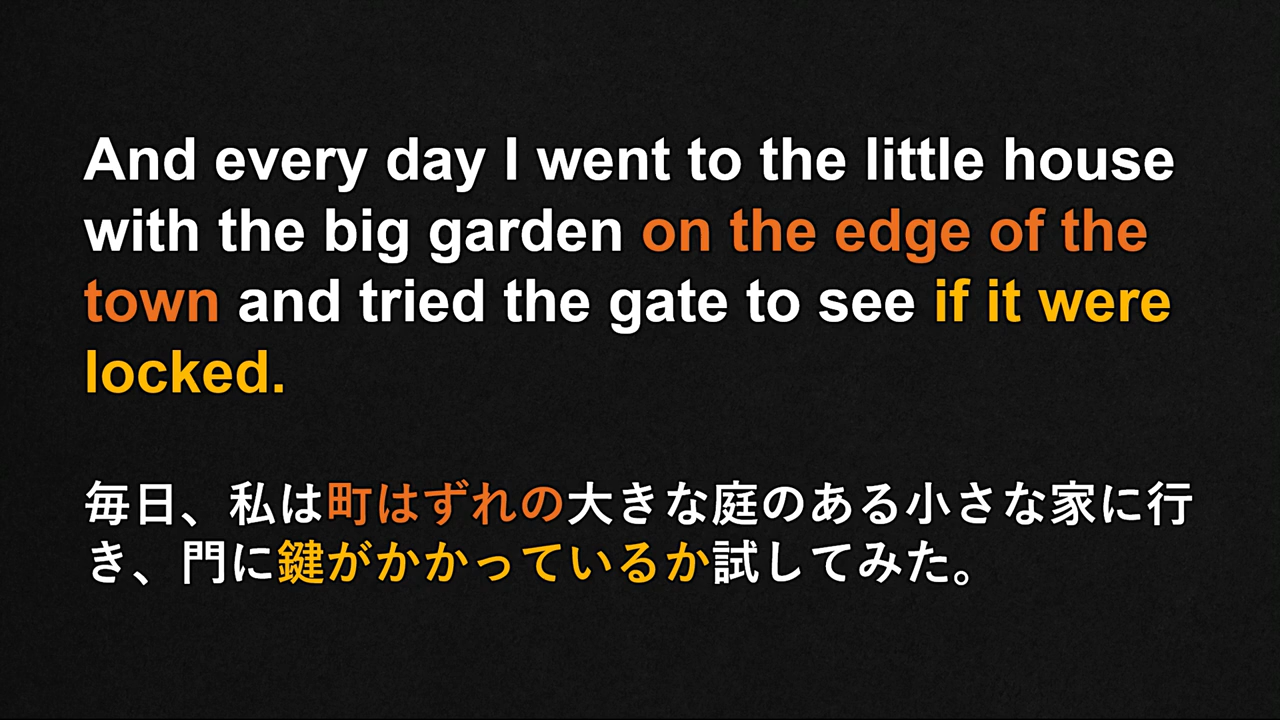 And every day I went to the little house
with the big garden on the edge of the
town and tried the gate to see if it were
locked.
毎日、私は町はずれの大きな庭のある小さな家に行
き、門に鍵がかかっているか試してみた。